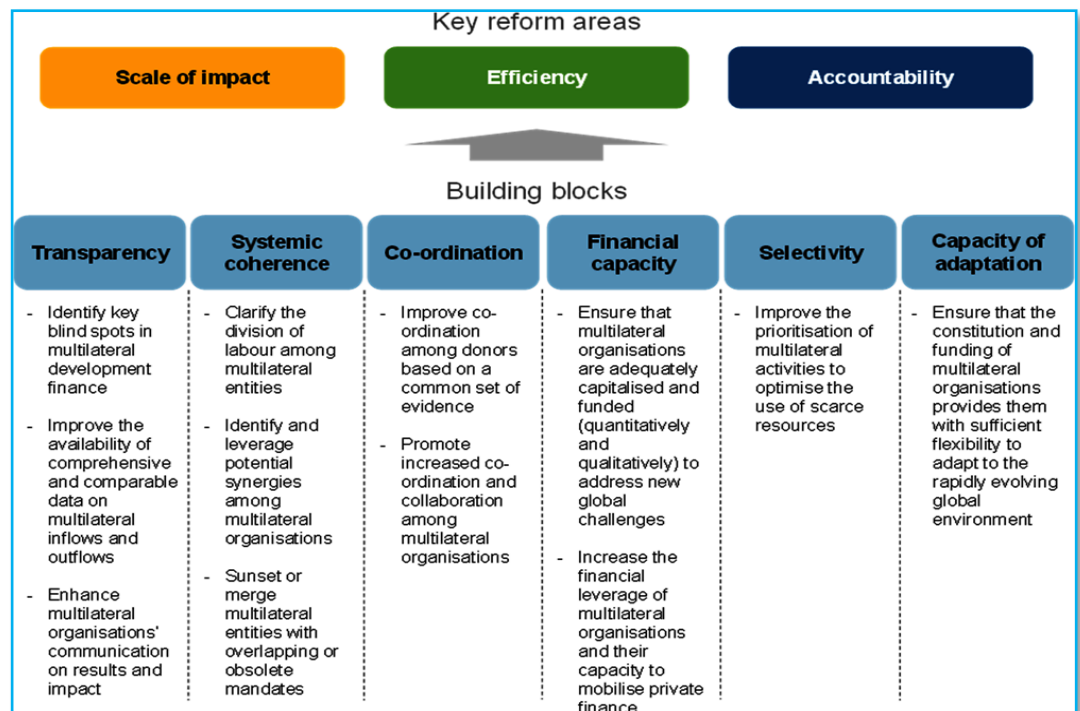 Key reform areas
Scale of impact
Efficiency
Accountability
Building blocks
Transparency
Systemic
coherence
Co-ordination
Financial
capacity
Selectivity
Capacity of
adaptation
- Identify key
blind spots in
multilateral
development
finance
- Improve the
availability of
comprehensive
and comparable
data on
multilateral
inflows and
outflows
- Enhance
multilateral
organisations'
communication
on results and
impact
- Clarify the
division of
labour among
multilateral
entities
- Identify and
leverage
potential
synergies
among
multilateral
organisations
- Sunset or
merge
multilateral
entities with
overlapping or
obsolete
mandates
- Improve co-
ordination
among donors
based on a
common set of
evidence
- Promote
increased co-
ordination and
collaboration
among
multilateral
organisations
- Ensure that
multilateral
organisations
are adequately
capitalised and
funded
(quantitatively
and
qualitatively) to
address new
global
challenges
- Increase the
financial
leverage of
multilateral
organisations
and their
capacity to
mobilise private
finance
- Improve the
prioritisation of
multilateral
activities to
optimise the
use of scarce
resources
- Ensure that the
constitution and
funding of
multilateral
organisations
provides them
with sufficient
flexibility to
adapt to the
rapidly evolving
global
environment